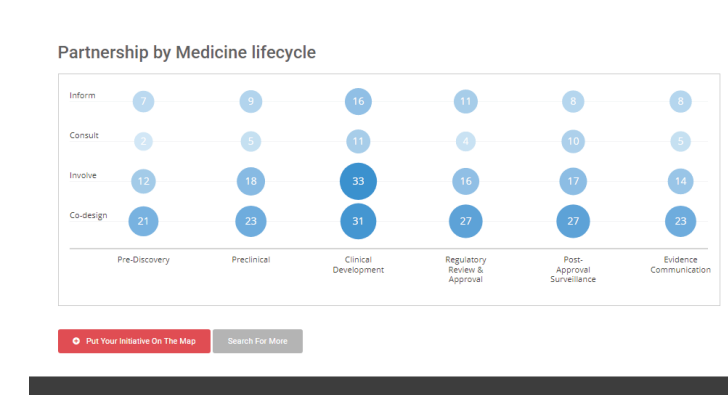 Partnership by Medicine lifecycle
Inform 7 9 16 11 8 8
Consult 2 5 11 4 10 5
Involve 12 18 33 16 17 14
Co-design 21 23 31 27 27 23
Pre-Discovery
Preclinical
Clinical
Development
Regulatory
Review &
Approval
Post-
Approval
Surveillance
Evidence
Communication
Put Your Initiative On The Map
Search For More